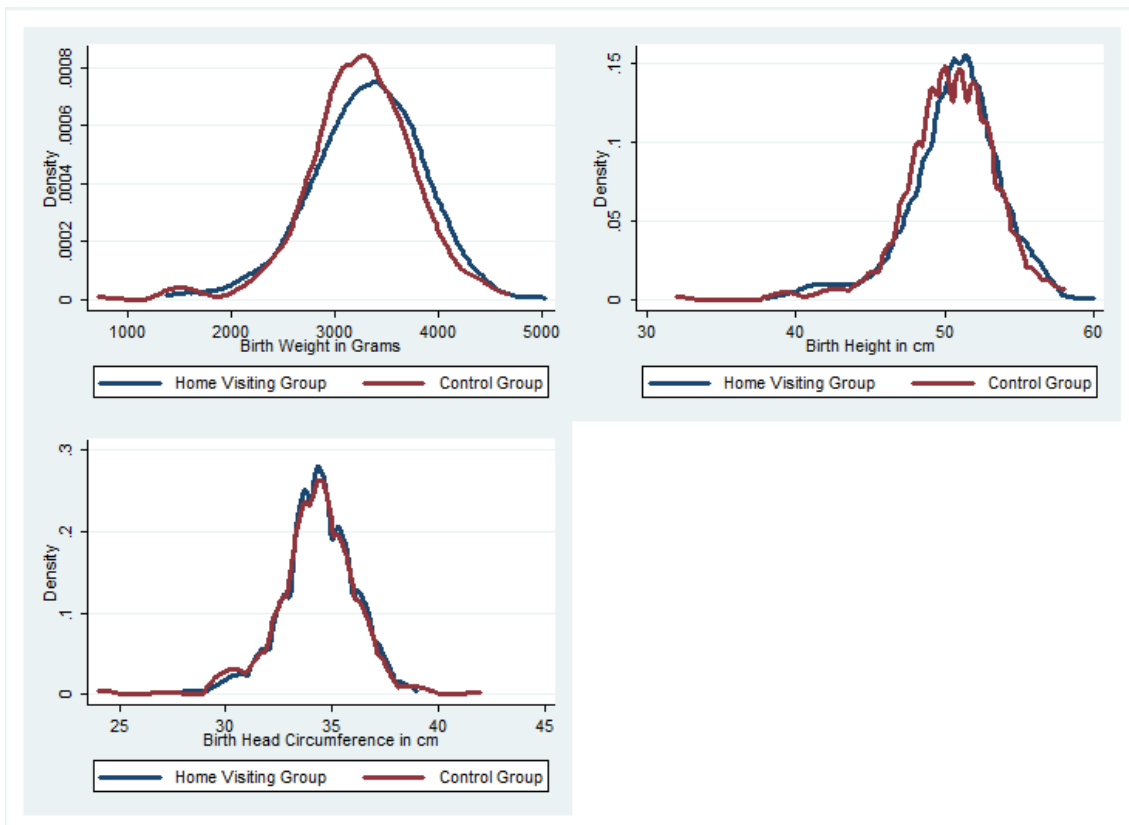 Density
0 .0002 .0004 .0006 .0008
1000 2000 3000 4000 5000
Birth Weight in Grams
Home Visiting Group Control Group
Density
0 .05 .1 .15
30 40 50 60
Birth Height in cm
Home Visiting Group Control Group
Density
0 .1 .2 .3
25 30 35 40 45
Birth Head Circumference in cm
Home Visiting Group Control Group